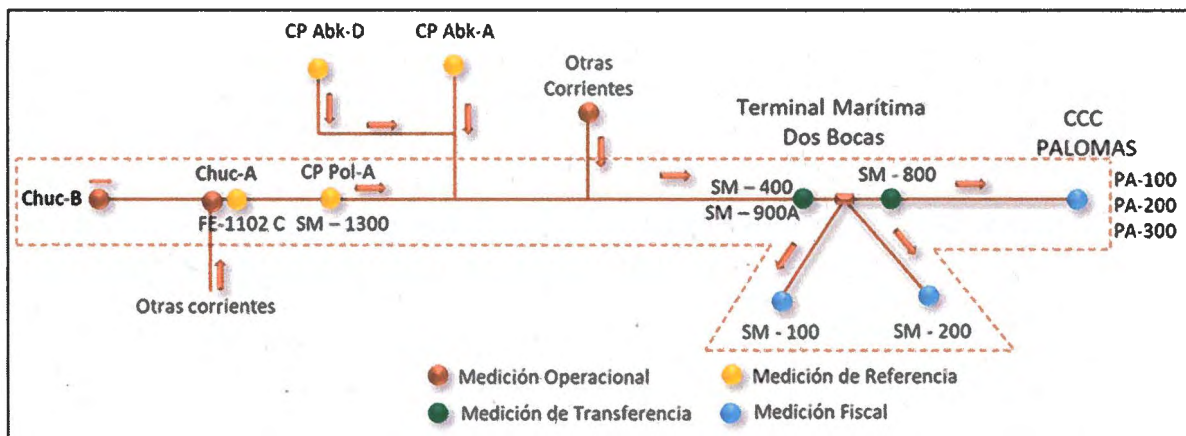 CP Abk-D
CP Abk-A
Otras
Corrientes
Terminal Marítima
Dos Bocas
CCC
PALOMAS
Chuc-A
CP Pol-A
SM – 400
SM - 800
PA-100
Chuc-B
SM – 900A
PA-200
FE-1102 C
SM – 1300
PA-300
Otras corrientes
SM - 100
SM - 200
Medición Operacional
Medición de Referencia
Medición de Transferencia
Medición Fiscal